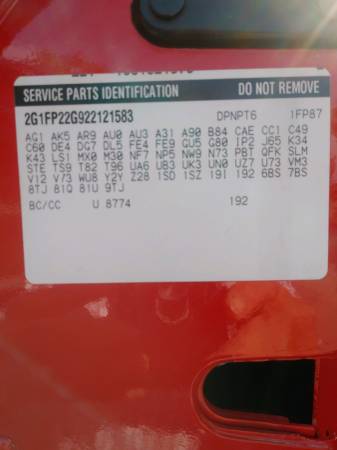 SERVICE PARTS IDENTIFICATION DO NOT REMOVE
2G1FP22G922121583 DPNPT6 1FP87
AG1 AK5 AR9 AU0 AU3 A31 A90 B84 CAE CC1 C49
C60 DE4 DG7 DL5 FE4 FE9 GU5 G80 IP2 J65 K34
K43 LS1 MX0 M30 NF7 NP5 NW9 N73 PBT QFK SLM
STE TS9 T82 T96 UA6 UB3 UK3 UN0 UZ7 U73 VM3
V12 V73 WU8 Y2Y Z28 1SD 1SZ 19I 192 6BS 7BS
8TJ 81Q 81U 9TJ
BC/CC U 8774 192